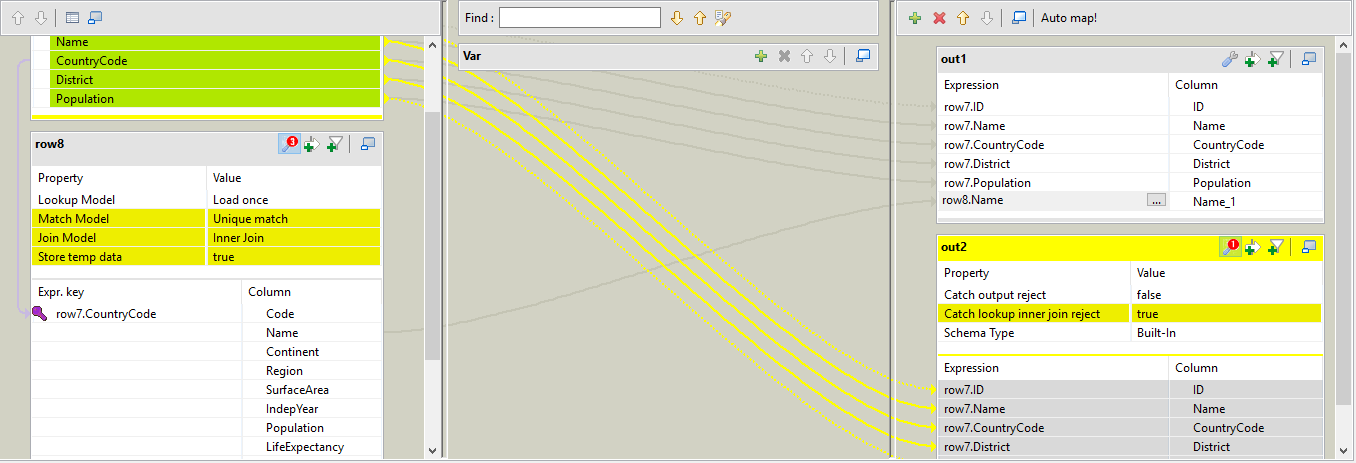 Find :
Auto map!
Name
CountryCode
District
Population
row8
3
Property Value
Lookup Model Load once
Match Model Unique match
Join Model Inner Join
Store temp data true
Expr. key Column
row7.CountryCode Code
Name
Continent
Region
SurfaceArea
IndepYear
Population
LifeExpectancy
Var
out1
Expression Column
row7.ID ID
row7.Name Name
row7.CountryCode CountryCode
row7.District District
row7.Population Population
row8.Name ... Name_1
out2
1
Property Value
Catch output reject false
Catch lookup inner join reject true
Schema Type Built-In
Expression Column
row7.ID ID
row7.Name Name
row7.CountryCode CountryCode
row7.District District